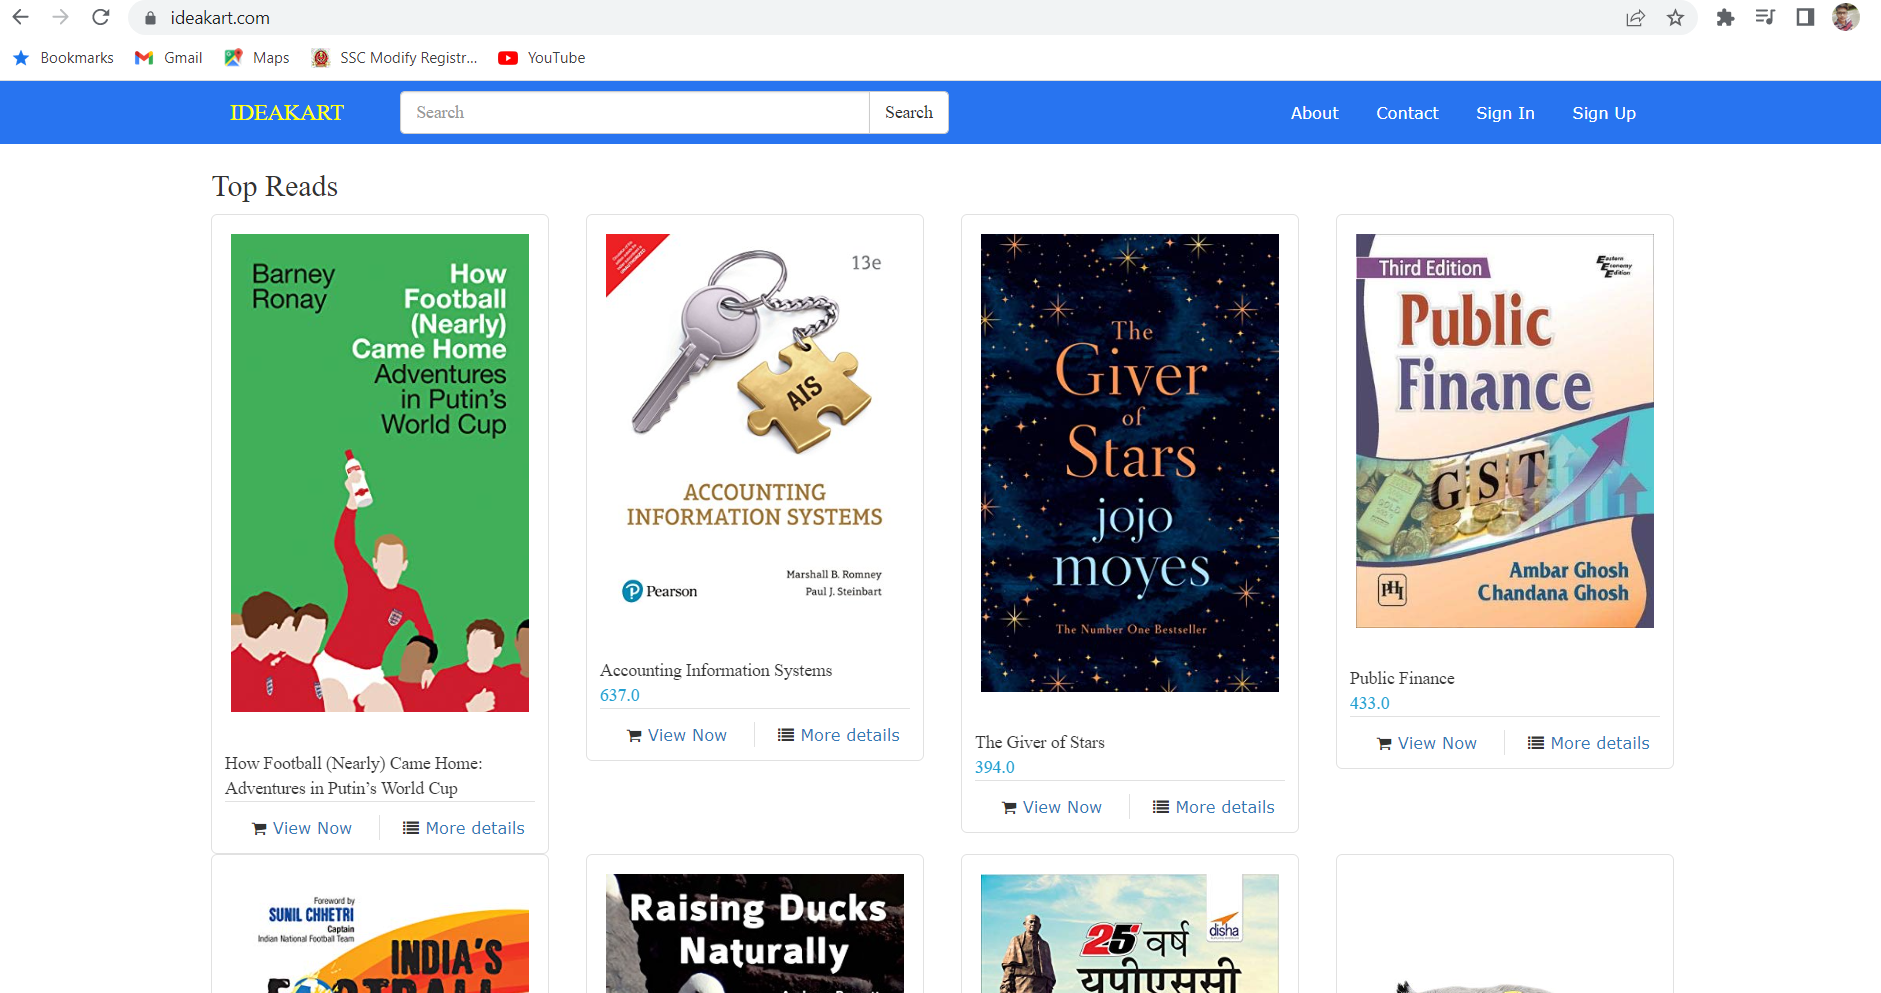 ideakart.com
Bookmarks
Gmail
Maps
SSC Modify Registr...
YouTube
IDEAKART
Search
Search
About
Contact
Sign In
Sign Up
Top Reads
Barney
Ronay
How
Football
(Nearly)
Came Home
Adventures
in Putin's
World Cup
How Football (Nearly) Came Home:
Adventures in Putin’s World Cup
View Now
More details
13e
AIS
ACCOUNTING
INFORMATION SYSTEMS
Marshall B. Romney
Paul J. Steinbart
Pearson
Accounting Information Systems
637.0
View Now
More details
The
Giver
of
Stars
jojo
moyes
The Number One Bestseller
The Giver of Stars
394.0
View Now
More details
Third Edition
Eastern
Economy
Edition
Public
Finance
GST
Ambar Ghosh
Chandana Ghosh
PHI
Public Finance
433.0
View Now
More details
Foreword by
SUNIL CHHETRI
Captain
Indian National Football Team
INDIA'S
FOOTBALL
Raising Ducks
Naturally
disha
25 वर्ष
यूपीएससी